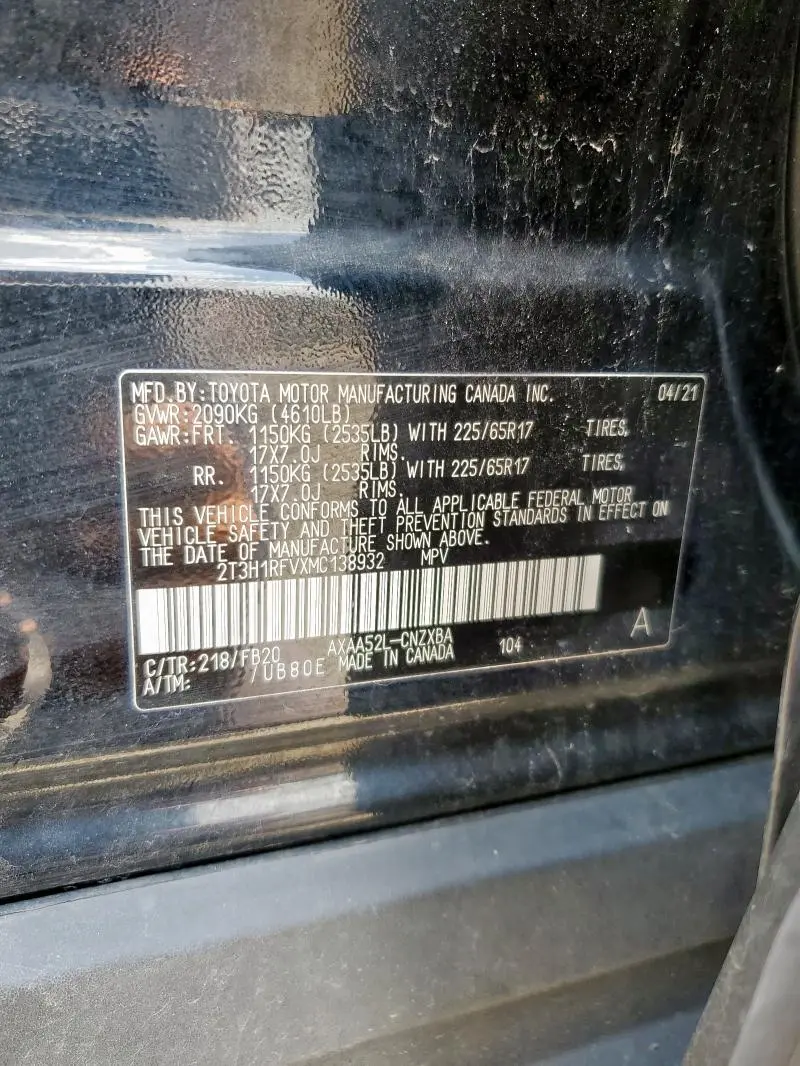 MFD.BY:TOYOTA MOTOR MANUFACTURING CANADA INC. 04/21
GVWR:2090KG (4610LB)
GAWR:FRT. 1150KG (2535LB) WITH 225/65R17 TIRES,
17X7.0J RIMS.
RR. 1150KG (2535LB) WITH 225/65R17 TIRES,
17X7.0J RIMS.
THIS VEHICLE CONFORMS TO ALL APPLICABLE FEDERAL MOTOR
VEHICLE SAFETY AND THEFT PREVENTION STANDARDS IN EFFECT ON
THE DATE OF MANUFACTURE SHOWN ABOVE.
2T3H1RFVXMC138932 MPV
A
C/TR:218/FB20 AXAA52L-CNZXBA 104
A/TM: /UB80E MADE IN CANADA